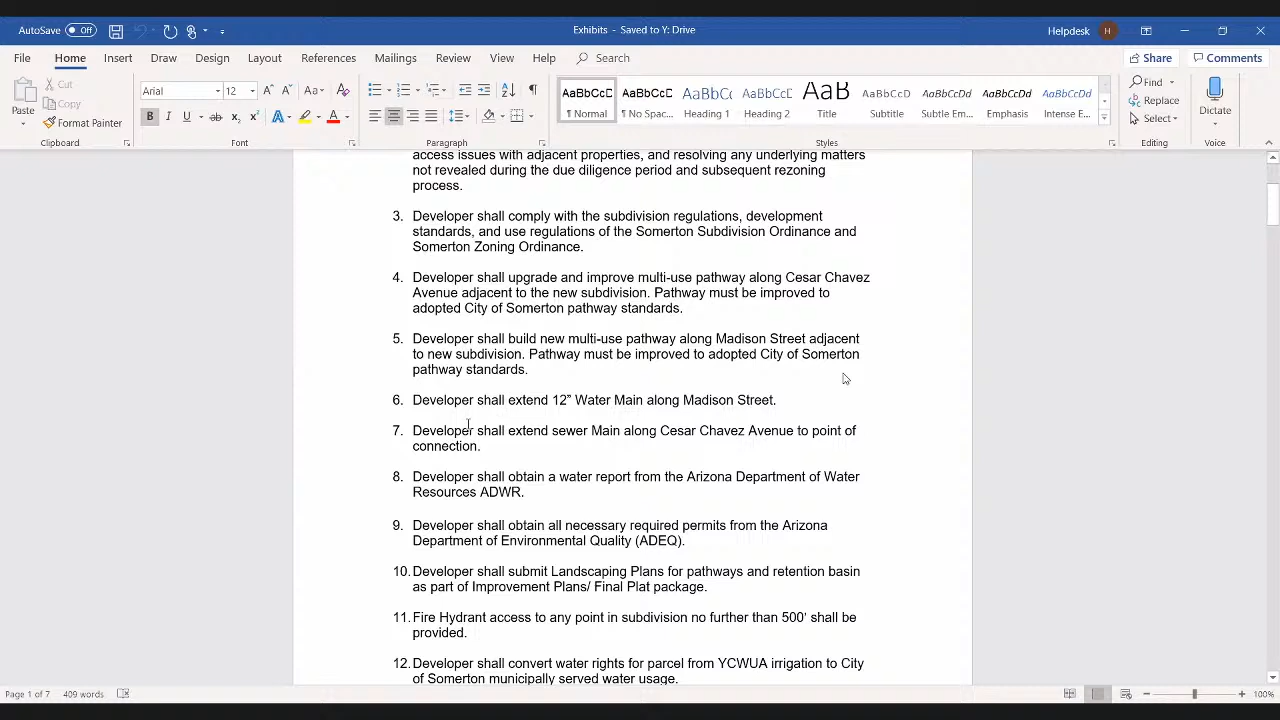 AutoSave Off
Exhibits - Saved to Y: Drive
Helpdesk H
File Home Insert Draw Design Layout References Mailings Review View Help Search Share Comments
Paste
Cut
Copy
Format Painter
Clipboard
Arial 12
Font
Paragraph
AaBbCcD AaBbCcD AaBbCc AaBbCcD AaB AaBbCcD AaBbCcDd AaBbCcDd AaBbCcDd
¶ Normal ¶ No Spac... Heading 1 Heading 2 Title Subtitle Subtle Em... Emphasis Intense E...
Styles
Find
Replace
Select
Editing
Dictate
Voice
access issues with adjacent properties, and resolving any underlying matters
not revealed during the due diligence period and subsequent rezoning
process.
3. Developer shall comply with the subdivision regulations, development
standards, and use regulations of the Somerton Subdivision Ordinance and
Somerton Zoning Ordinance.
4. Developer shall upgrade and improve multi-use pathway along Cesar Chavez
Avenue adjacent to the new subdivision. Pathway must be improved to
adopted City of Somerton pathway standards.
5. Developer shall build new multi-use pathway along Madison Street adjacent
to new subdivision. Pathway must be improved to adopted City of Somerton
pathway standards.
6. Developer shall extend 12” Water Main along Madison Street.
7. Developer shall extend sewer Main along Cesar Chavez Avenue to point of
connection.
8. Developer shall obtain a water report from the Arizona Department of Water
Resources ADWR.
9. Developer shall obtain all necessary required permits from the Arizona
Department of Environmental Quality (ADEQ).
10. Developer shall submit Landscaping Plans for pathways and retention basin
as part of Improvement Plans/ Final Plat package.
11. Fire Hydrant access to any point in subdivision no further than 500’ shall be
provided.
12. Developer shall convert water rights for parcel from YCWUA irrigation to City
of Somerton municipally served water usage.
Page 1 of 7 409 words 100%